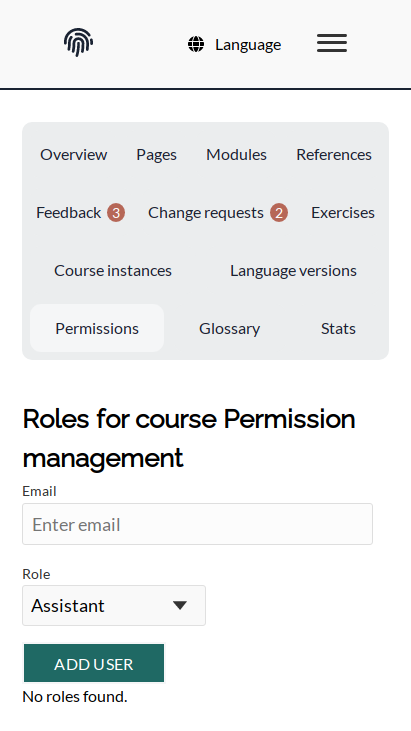 Language
Overview Pages Modules References
Feedback 3 Change requests 2 Exercises
Course instances Language versions
Permissions Glossary Stats
Roles for course Permission
management
Email
Enter email
Role
Assistant
ADD USER
No roles found.